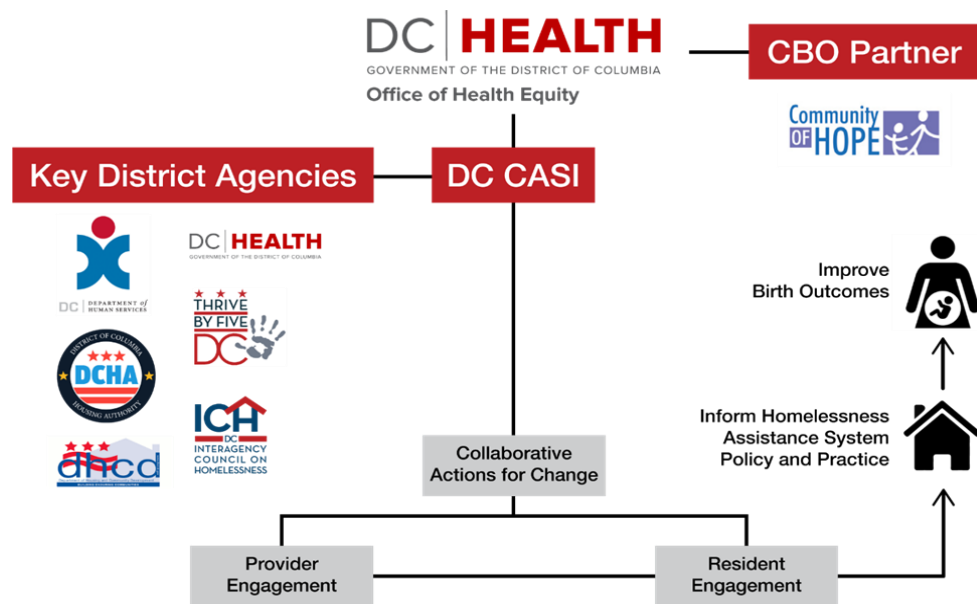 DC HEALTH
GOVERNMENT OF THE DISTRICT OF COLUMBIA
Office of Health Equity
CBO Partner
Community
OF HOPE
Key District Agencies
DC CASI
DC DEPARTMENT of
HUMAN SERVICES
DC HEALTH
GOVERNMENT OF THE DISTRICT OF COLUMBIA
THRIVE
BY FIVE
DC
DISTRICT OF COLUMBIA
DCHA
HOUSING AUTHORITY
ICH
DC
INTERAGENCY
COUNCIL ON
HOMELESSNESS
dhcd
Improve
Birth Outcomes
Inform Homelessness
Assistance System
Policy and Practice
Collaborative
Actions for Change
Provider
Engagement
Resident
Engagement